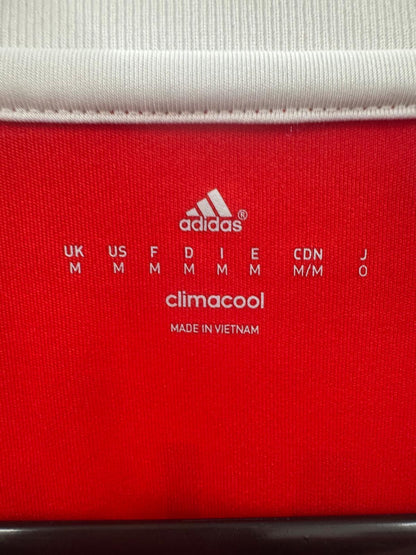 adidas®
UK US F D I E CDN J
M M M M M M M/M O
climacool
MADE IN VIETNAM